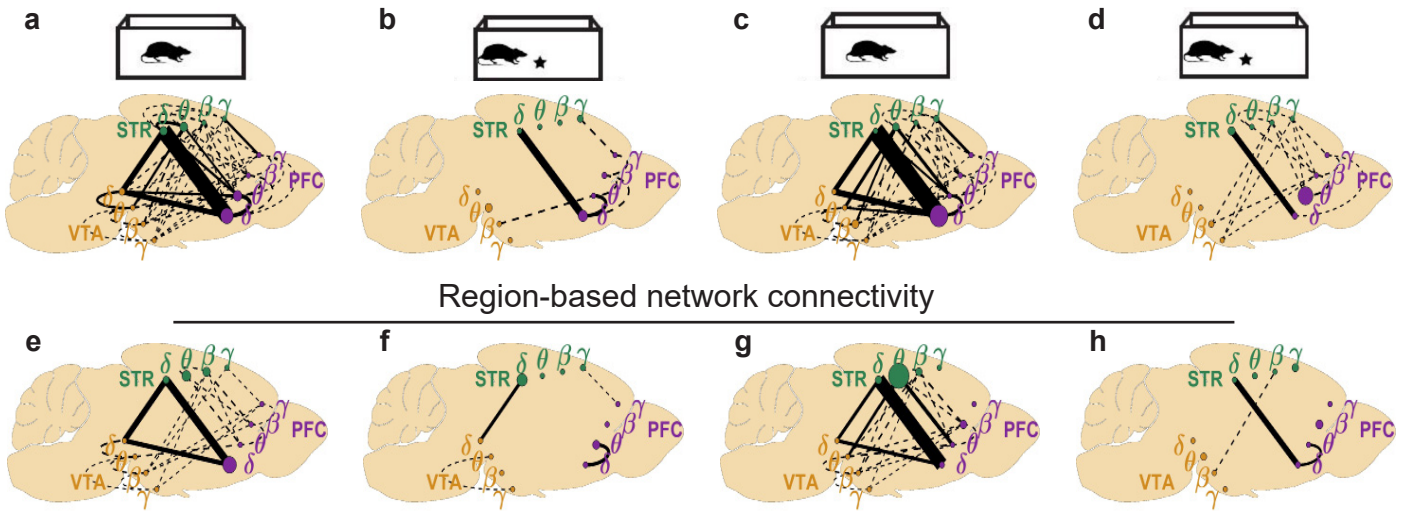 a b c d
δ θ β γ δ θ β γ δ θ β γ δ θ β γ
STR STR STR STR
γ β θ δ PFC γ β θ δ PFC γ β θ δ PFC γ β θ δ PFC
δ θ β γ VTA δ θ β γ VTA δ θ β γ VTA δ θ β γ VTA
Region-based network connectivity
e f g h
δ θ β γ δ θ β γ δ θ β γ δ θ β γ
STR STR STR STR
γ β θ δ PFC γ β θ δ PFC γ β θ δ PFC γ β θ δ PFC
δ θ β γ VTA δ θ β γ VTA δ θ β γ VTA δ θ β γ VTA